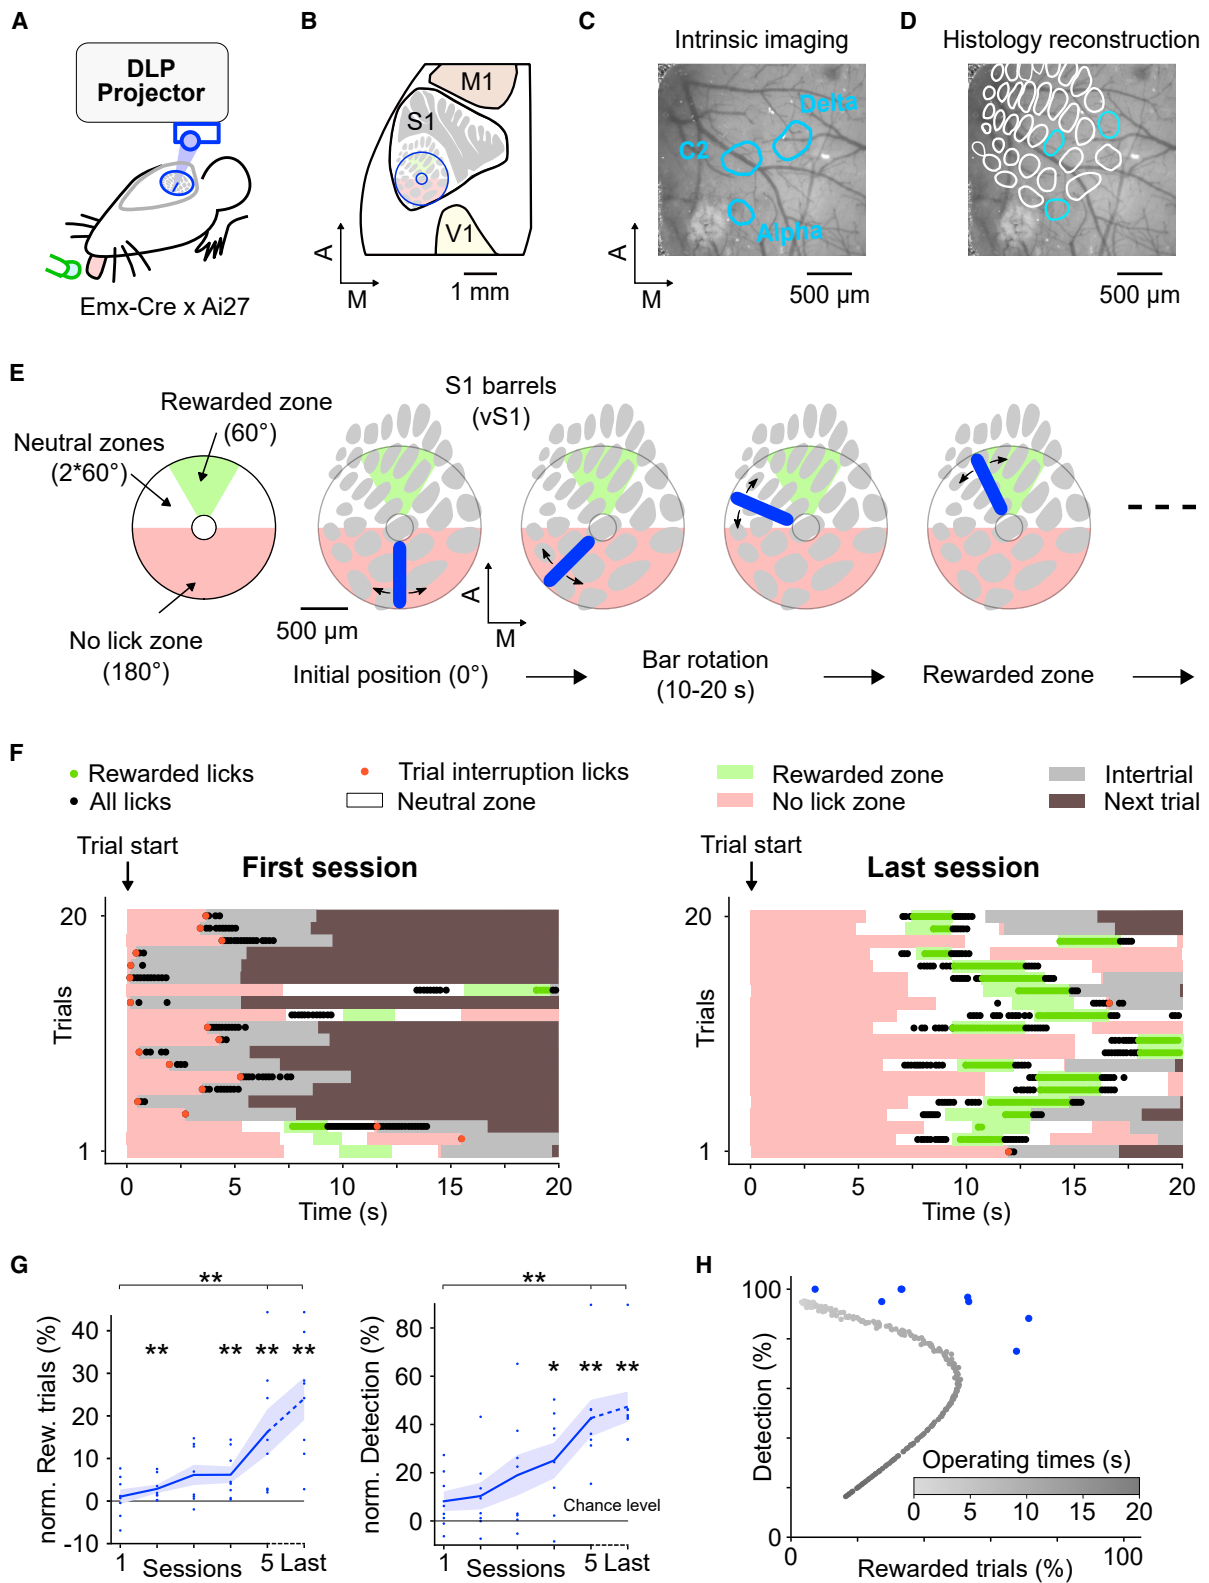 A
DLP
Projector
Emx-Cre x Ai27
B
M1
S1
V1
A
M
1 mm
C
Intrinsic imaging
Delta
C2
Alpha
A
M
500 µm
D
Histology reconstruction
500 µm
E
Rewarded zone
(60°)
Neutral zones
(2*60°)
No lick zone
(180°)
S1 barrels
(vS1)
500 µm
A
M
Initial position (0°)
Bar rotation
(10-20 s)
Rewarded zone
F
Rewarded licks
All licks
Trial interruption licks
Neutral zone
Rewarded zone
No lick zone
Intertrial
Next trial
Trial start
First session
20
Trials
1
0 5 10 15 20
Time (s)
Trial start
Last session
20
Trials
1
0 5 10 15 20
Time (s)
G
**
norm. Rew. trials (%)
40
30
20
10
0
-10
** ** ** **
1 Sessions 5 Last
**
norm. Detection (%)
80
60
40
20
0
* ** **
Chance level
1 Sessions 5 Last
H
100
Detection (%)
0
Operating times (s)
0 5 10 15 20
0 100
Rewarded trials (%)